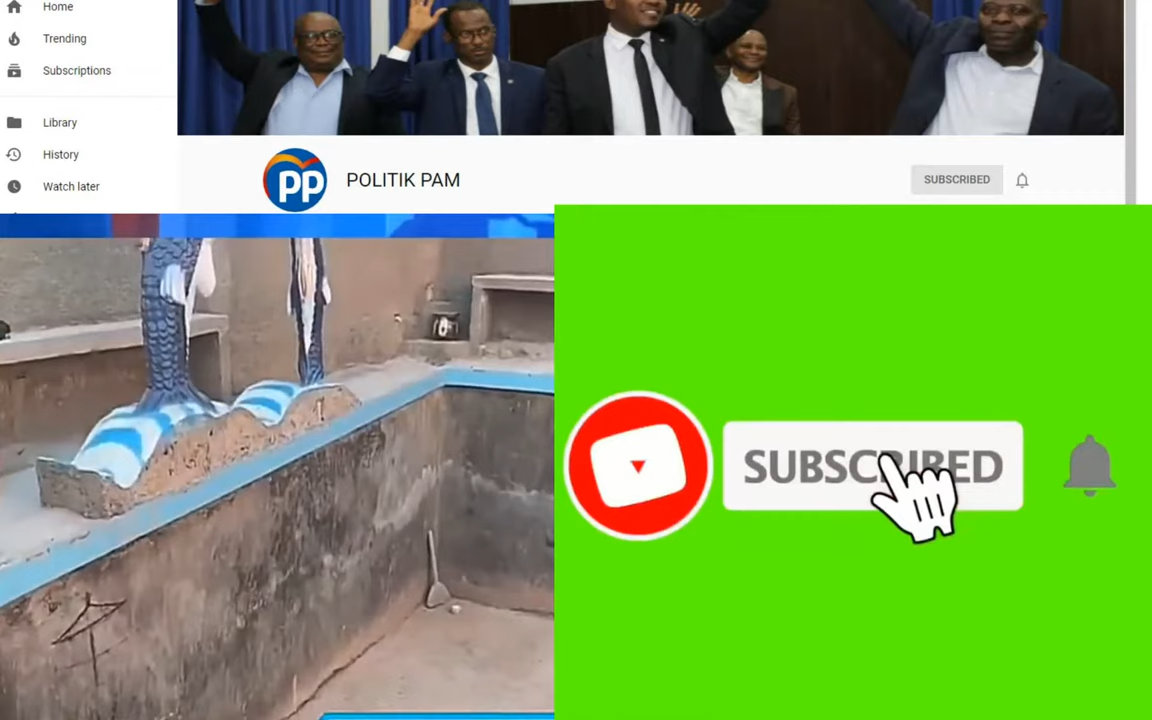 Home
Trending
Subscriptions
Library
History
Watch later
pp
POLITIK PAM
SUBSCRIBED
SUBSCRIBED